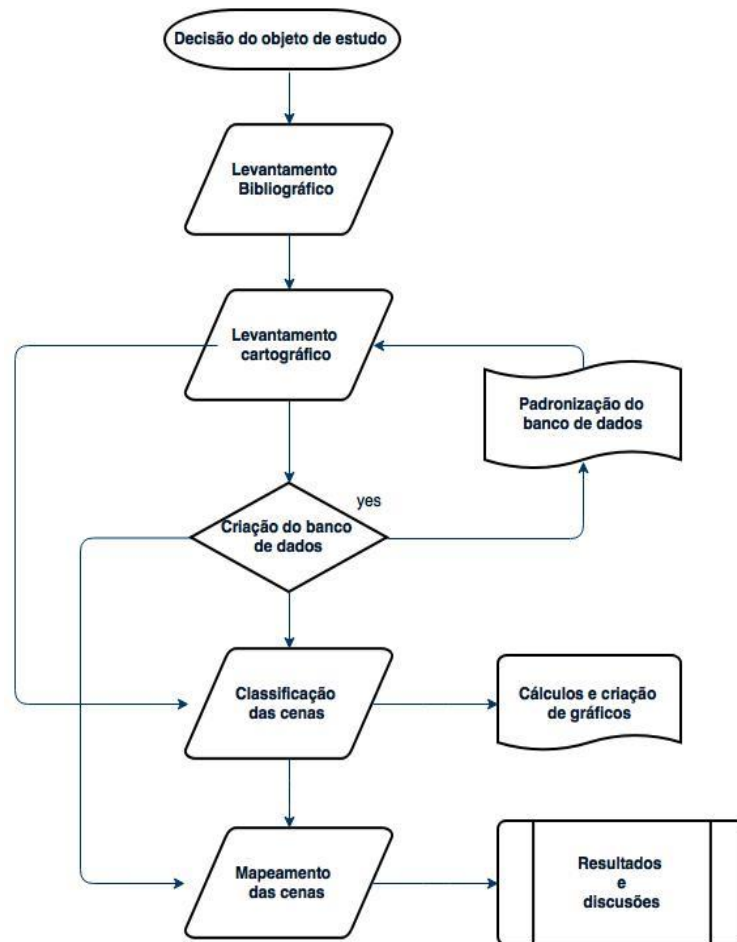 Decisão do objeto de estudo
Levantamento
Bibliográfico
Levantamento
cartográfico
Padronização do
banco de dados
yes
Criação do banco
de dados
Classificação
das cenas
Cálculos e criação
de gráficos
Mapeamento
das cenas
Resultados
e
discusões